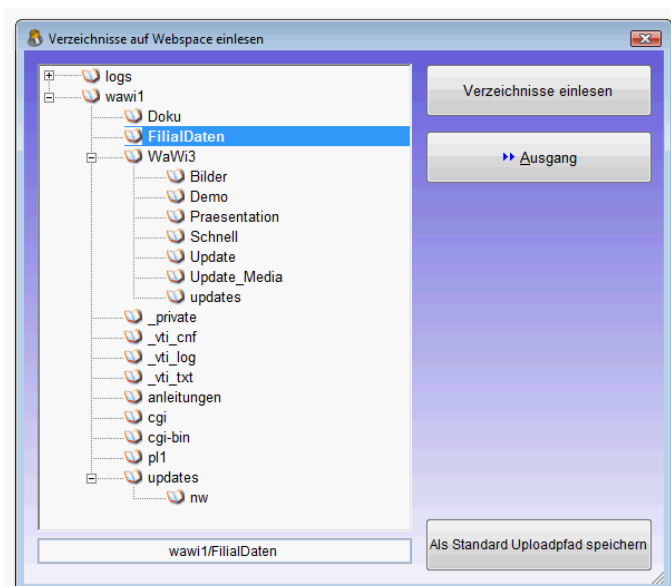 Verzeichnisse auf Webspace einlesen
logs
wawi1
Doku
FilialDaten
WaWi3
Bilder
Demo
Praesentation
Schnell
Update
Update_Media
updates
_private
_vti_cnf
_vti_log
_vti_txt
anleitungen
cgi
cgi-bin
pl1
updates
nw
wawi1/FilialDaten
Verzeichnisse einlesen
Ausgang
Als Standard Uploadpfad speichern